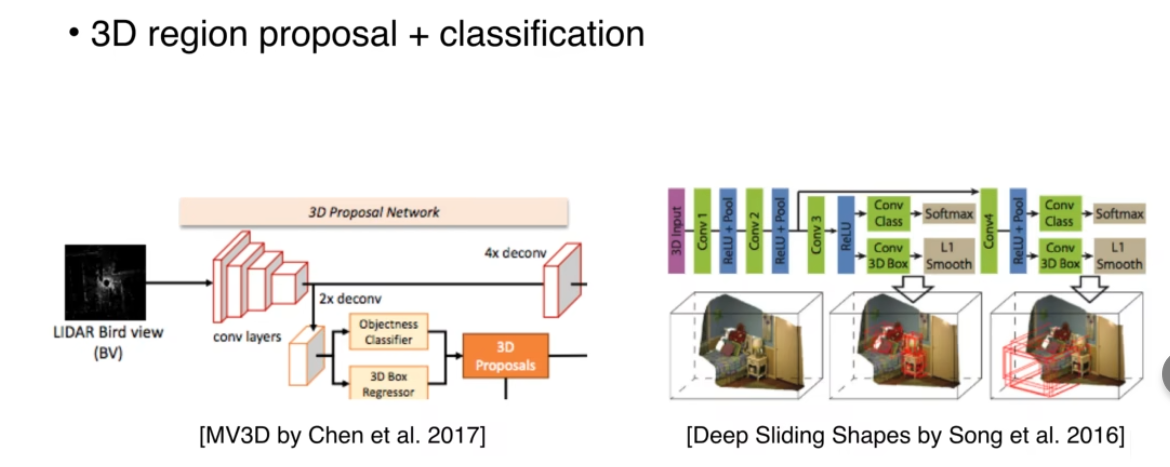 • 3D region proposal + classification
3D Proposal Network
4x deconv
2x deconv
LIDAR Bird view
(BV)
conv layers
Objectness
Classifier
3D Box
Regressor
3D
Proposals
[MV3D by Chen et al. 2017]
3D Input
Conv 1
ReLU + Pool
Conv 2
ReLU + Pool
Conv 3
ReLU
Conv
Class
Softmax
Conv
3D Box
L1
Smooth
Conv4
ReLU + Pool
Conv
Class
Softmax
Conv
3D Box
L1
Smooth
[Deep Sliding Shapes by Song et al. 2016]